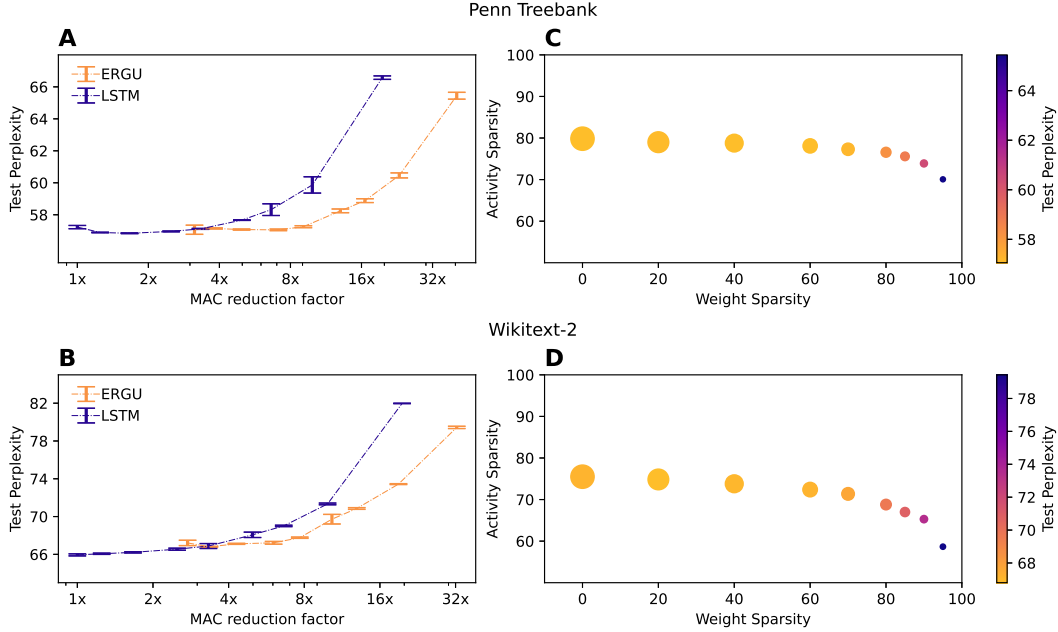 Penn Treebank
A
C
ERGU
LSTM
66
64
62
60
58
Test Perplexity
1x 2x 4x 8x 16x 32x
MAC reduction factor
100
90
80
70
60
Activity Sparsity
0 20 40 60 80 100
Weight Sparsity
64
62
60
58
Test Perplexity
Wikitext-2
B
D
ERGU
LSTM
82
78
74
70
66
Test Perplexity
1x 2x 4x 8x 16x 32x
MAC reduction factor
100
90
80
70
60
Activity Sparsity
0 20 40 60 80 100
Weight Sparsity
78
76
74
72
70
68
Test Perplexity